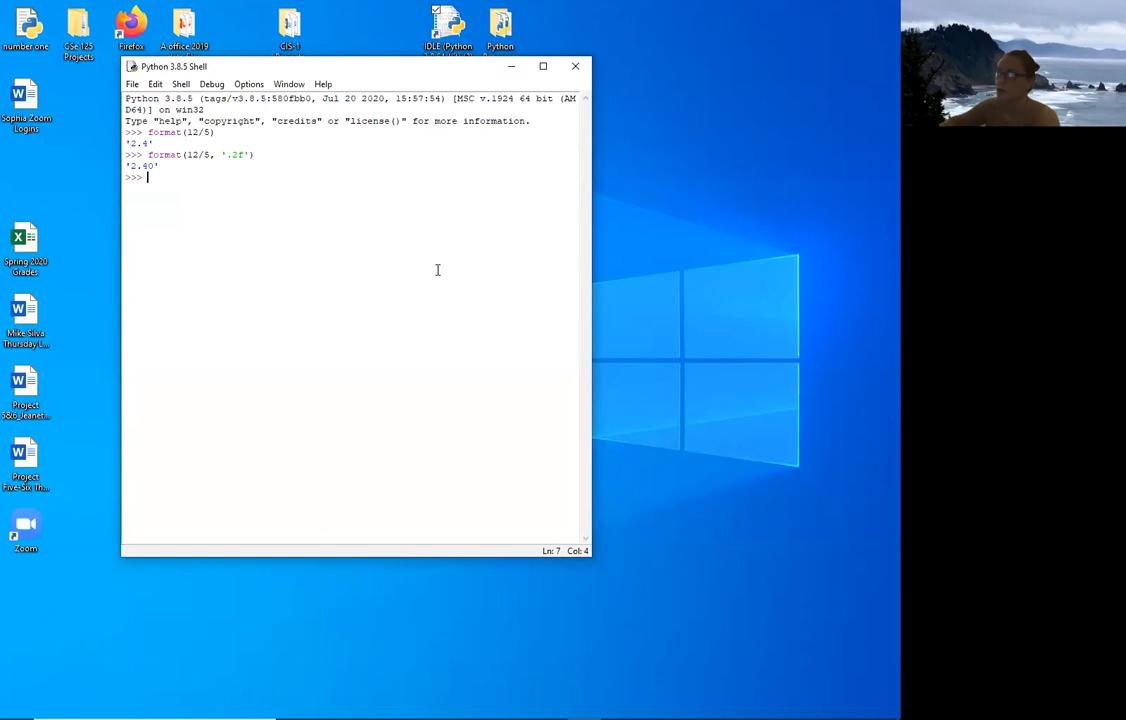 number.one
CSe 125
Projects
Firefox
A office 2019
CIS-1
IDLE (Python
Python
Sophia Zoom
Logins
Spring 2020
Grades
Mike Sliva
Thursday L...
Project
5&6_Jeanet...
Project
Five-Six Th...
Zoom
Python 3.8.5 Shell
File Edit Shell Debug Options Window Help
Python 3.8.5 (tags/v3.8.5:580fbb0, Jul 20 2020, 15:57:54) [MSC v.1924 64 bit (AM
D64)] on win32
Type "help", "copyright", "credits" or "license()" for more information.
>>> format(12/5)
'2.4'
>>> format(12/5, '.2f')
'2.40'
>>>
Ln: 7 Col: 4